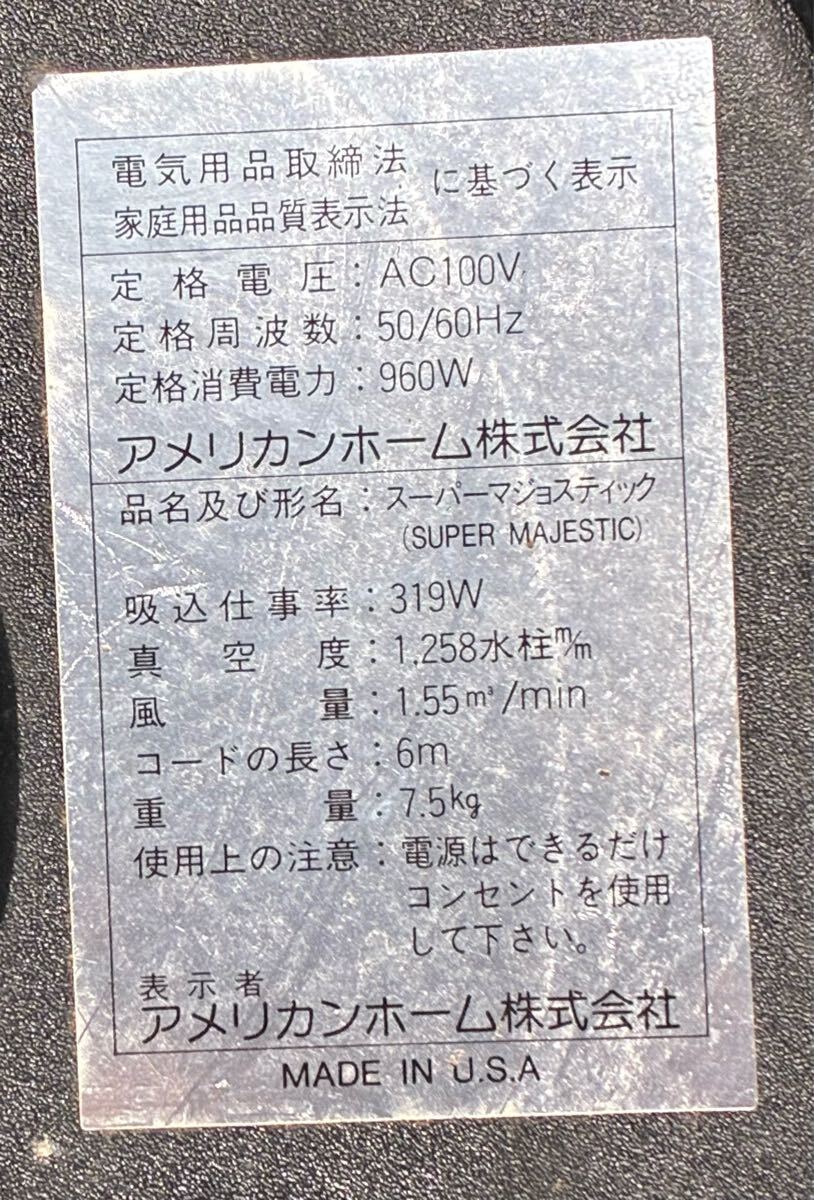 電気用品取締法
家庭用品品質表示法 に基づく表示
定格電圧：AC100V
定格周波数：50/60Hz
定格消費電力：960W
アメリカンホーム株式会社
品名及び形名：スーパーマジョスティック
(SUPER MAJESTIC)
吸込仕事率：319W
真空度：1,258水柱m/m
風量：1.55m³/min
コードの長さ：6m
重量：7.5kg
使用上の注意：電源はできるだけ
コンセントを使用
して下さい。
表示者
アメリカンホーム株式会社
MADE IN U.S.A